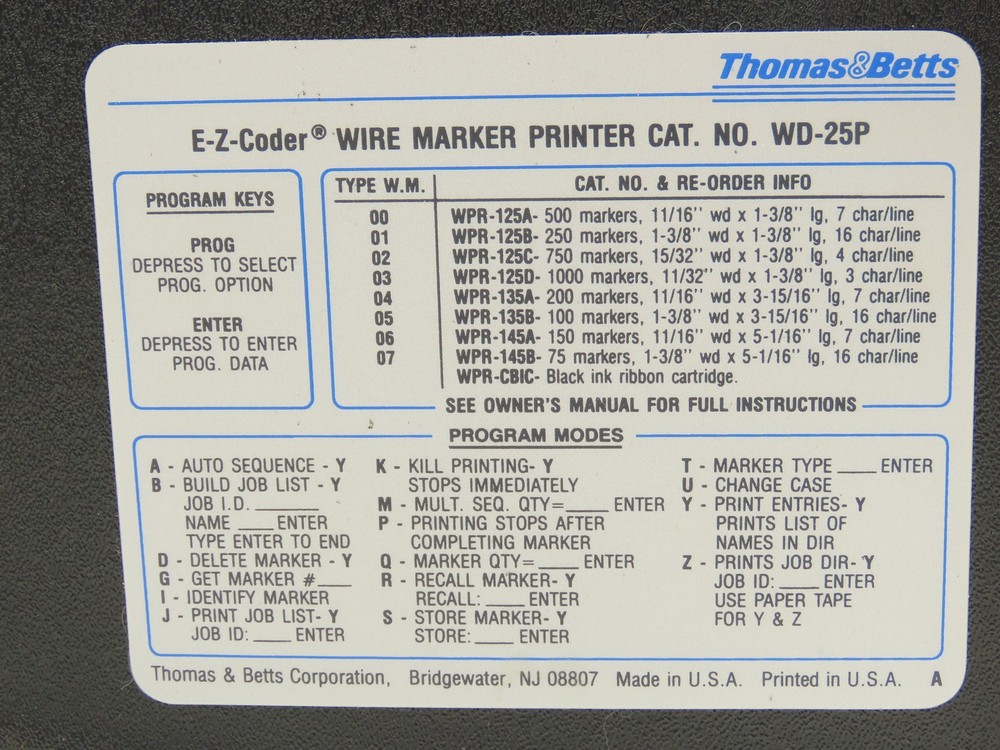 Thomas&Betts
E-Z-Coder® WIRE MARKER PRINTER CAT. NO. WD-25P
PROGRAM KEYS
PROG
DEPRESS TO SELECT
PROG. OPTION
ENTER
DEPRESS TO ENTER
PROG. DATA
TYPE W.M. CAT. NO. & RE-ORDER INFO
00 WPR-125A- 500 markers, 11/16" wd x 1-3/8" lg, 7 char/line
01 WPR-125B- 250 markers, 1-3/8" wd x 1-3/8" lg, 16 char/line
02 WPR-125C- 750 markers, 15/32" wd x 1-3/8" lg, 4 char/line
03 WPR-125D- 1000 markers, 11/32" wd x 1-3/8" lg, 3 char/line
04 WPR-135A- 200 markers, 11/16" wd x 3-15/16" lg, 7 char/line
05 WPR-135B- 100 markers, 1-3/8" wd x 3-15/16" lg, 16 char/line
06 WPR-145A- 150 markers, 11/16" wd x 5-1/16" lg, 7 char/line
07 WPR-145B- 75 markers, 1-3/8" wd x 5-1/16" lg, 16 char/line
WPR-CBIC- Black ink ribbon cartridge.
SEE OWNER'S MANUAL FOR FULL INSTRUCTIONS
PROGRAM MODES
A - AUTO SEQUENCE - Y
B - BUILD JOB LIST - Y
JOB I.D. ____
NAME ____ ENTER
TYPE ENTER TO END
D - DELETE MARKER - Y
G - GET MARKER #____
I - IDENTIFY MARKER
J - PRINT JOB LIST- Y
JOB ID: ____ ENTER
K - KILL PRINTING- Y
STOPS IMMEDIATELY
M - MULT. SEQ. QTY=____ ENTER
P - PRINTING STOPS AFTER
COMPLETING MARKER
Q - MARKER QTY=____ ENTER
R - RECALL MARKER- Y
RECALL: ____ ENTER
S - STORE MARKER- Y
STORE: ____ ENTER
T - MARKER TYPE ____ ENTER
U - CHANGE CASE
Y - PRINT ENTRIES- Y
PRINTS LIST OF
NAMES IN DIR
Z - PRINTS JOB DIR- Y
JOB ID: ____ ENTER
USE PAPER TAPE
FOR Y & Z
Thomas & Betts Corporation, Bridgewater, NJ 08807 Made in U.S.A. Printed in U.S.A. A